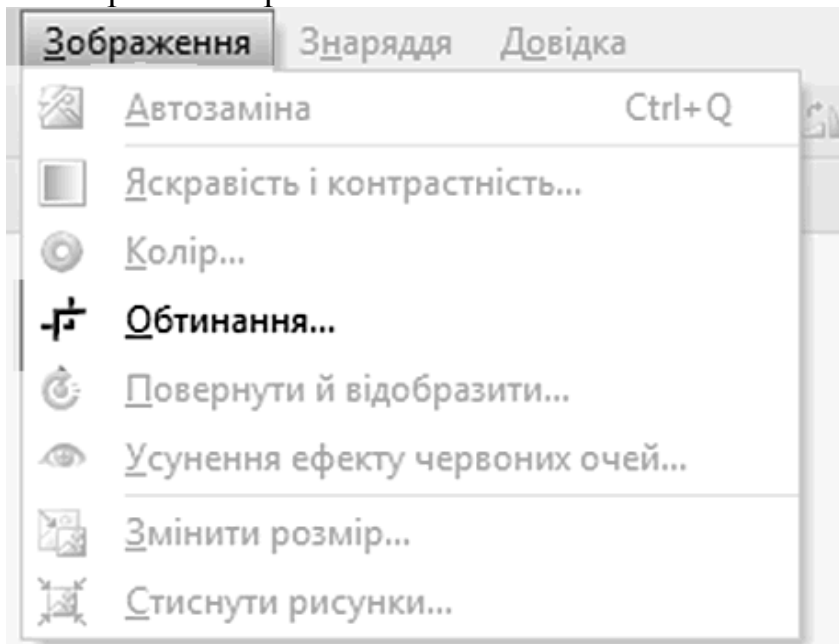 Зображення Знаряддя Довідка
Автозаміна Ctrl+Q
Яскравість і контрастність...
Колір...
Обтинання...
Повернути й відобразити...
Усунення ефекту червоних очей...
Змінити розмір...
Стиснути рисунки...